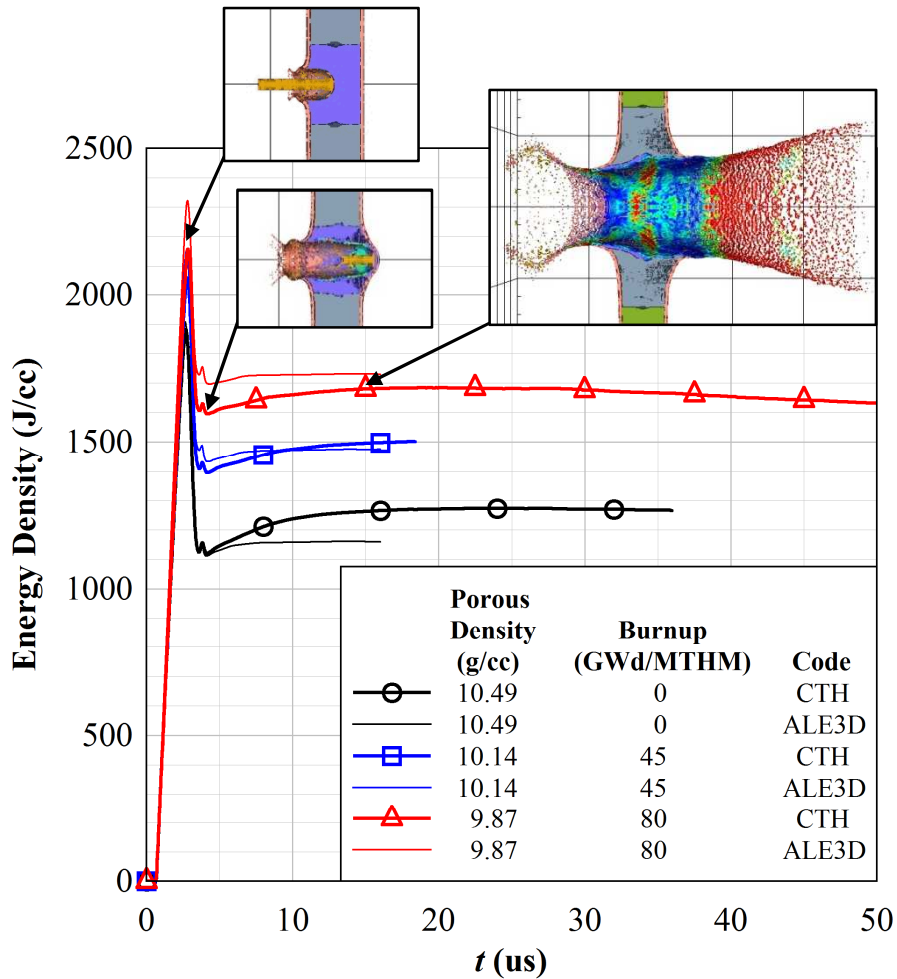 2500
2000
1500
1000
500
0
Energy Density (J/cc)
0 10 20 30 40 50
t (us)
Porous
Density Burnup
(g/cc) (GWd/MTHM) Code
10.49 0 CTH
10.49 0 ALE3D
10.14 45 CTH
10.14 45 ALE3D
9.87 80 CTH
9.87 80 ALE3D